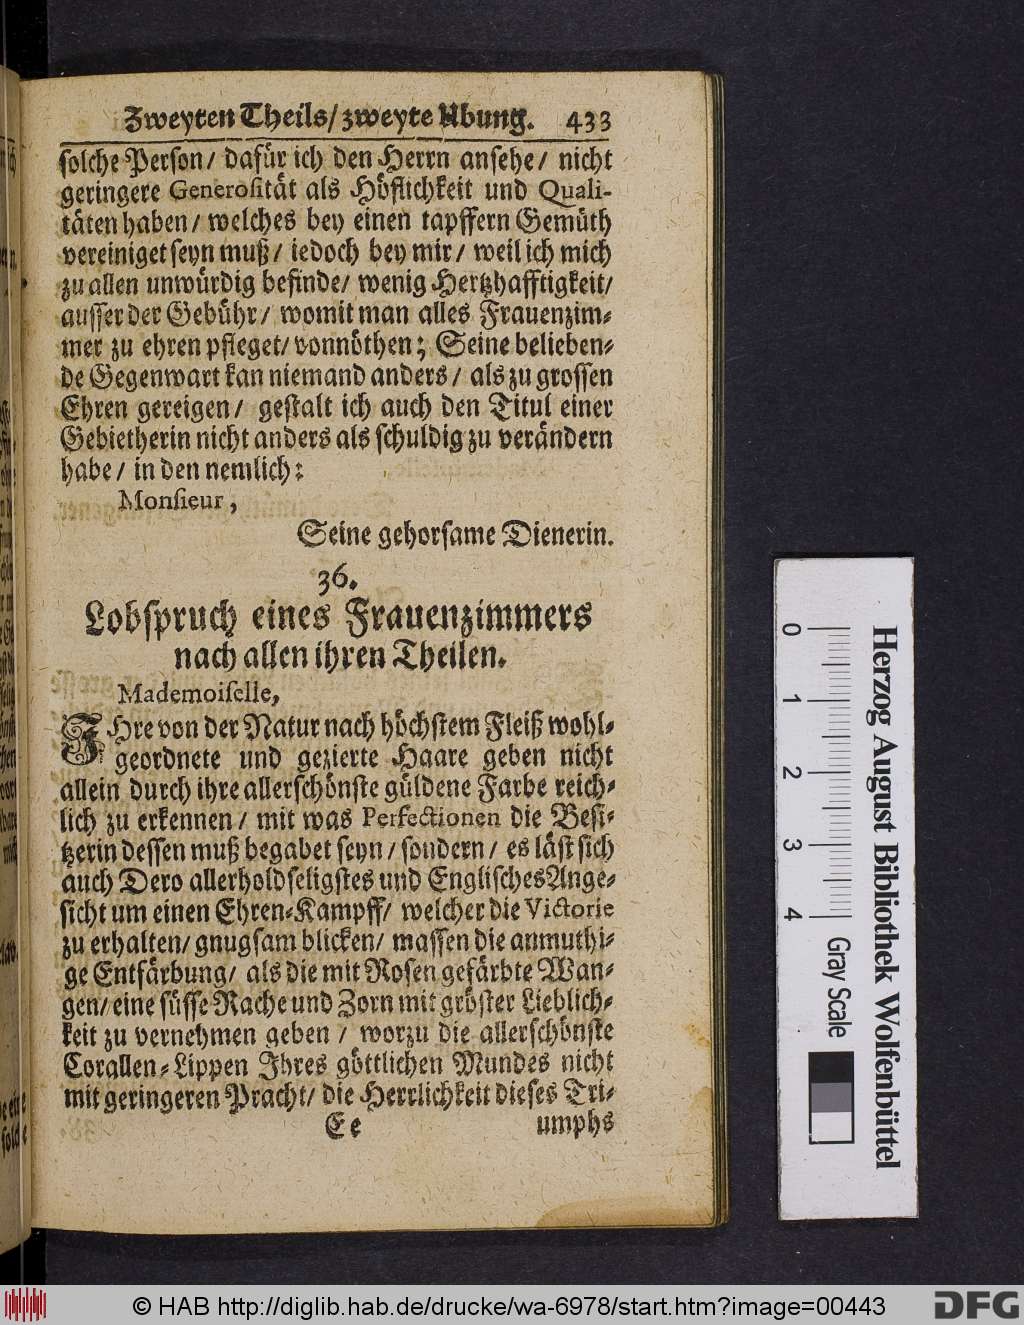 Zweyten Theils/ zweyte Ubung. 433
solche Person/ dafür ich den Herrn ansehe/ nicht
geringere Generosität als Höflichkeit und Quali-
täten haben/ welches bey einen tapffern Gemüth
vereiniget seyn muß/ iedoch bey mir/ weil ich mich
zu allen unwürdig befinde/ wenig Hertzhafftigkeit/
ausser der Gebühr/ womit man alles Frauenzim-
mer zu ehren pfleget/ vonnöthen; Seine belieben-
de Gegenwart kan niemand anders/ als zu grossen
Ehren gereigen/ gestalt ich auch den Titul einer
Gebietherin nicht anders als schuldig zu verändern
habe/ in den nemlich:
Monsieur,
Seine gehorsame Dienerin.
36.
Lobspruch eines Frauenzimmers
nach allen ihren Theilen.
Mademoiselle,
IHre von der Natur nach höchstem Fleiß wohl-
geordnete und gezierte Haare geben nicht
allein durch ihre allerschönste güldene Farbe reich-
lich zu erkennen/ mit was Perfectionen die Besi-
tzerin dessen muß begabet seyn/ sondern/ es läst sich
auch Dero allerholdseligstes und Englisches Ange-
sicht um einen Ehren-Kampff/ welcher die Victorie
zu erhalten/ gnugsam blicken/ massen die anmuthi-
ge Entfärbung/ als die mit Rosen gefärbte Wan-
gen/ eine süsse Rache und Zorn mit gröster Lieblich-
keit zu vernehmen geben / worzu die allerschönste
Corallen-Lippen Ihres göttlichen Mundes nicht
mit geringeren Pracht/ die Herrlichkeit dieses Tri-
Ee umphs
0 1 2 3 4
Herzog August Bibliothek Wolfenbüttel
Gray Scale
© HAB http://diglib.hab.de/drucke/wa-6978/start.htm?image=00443
DFG